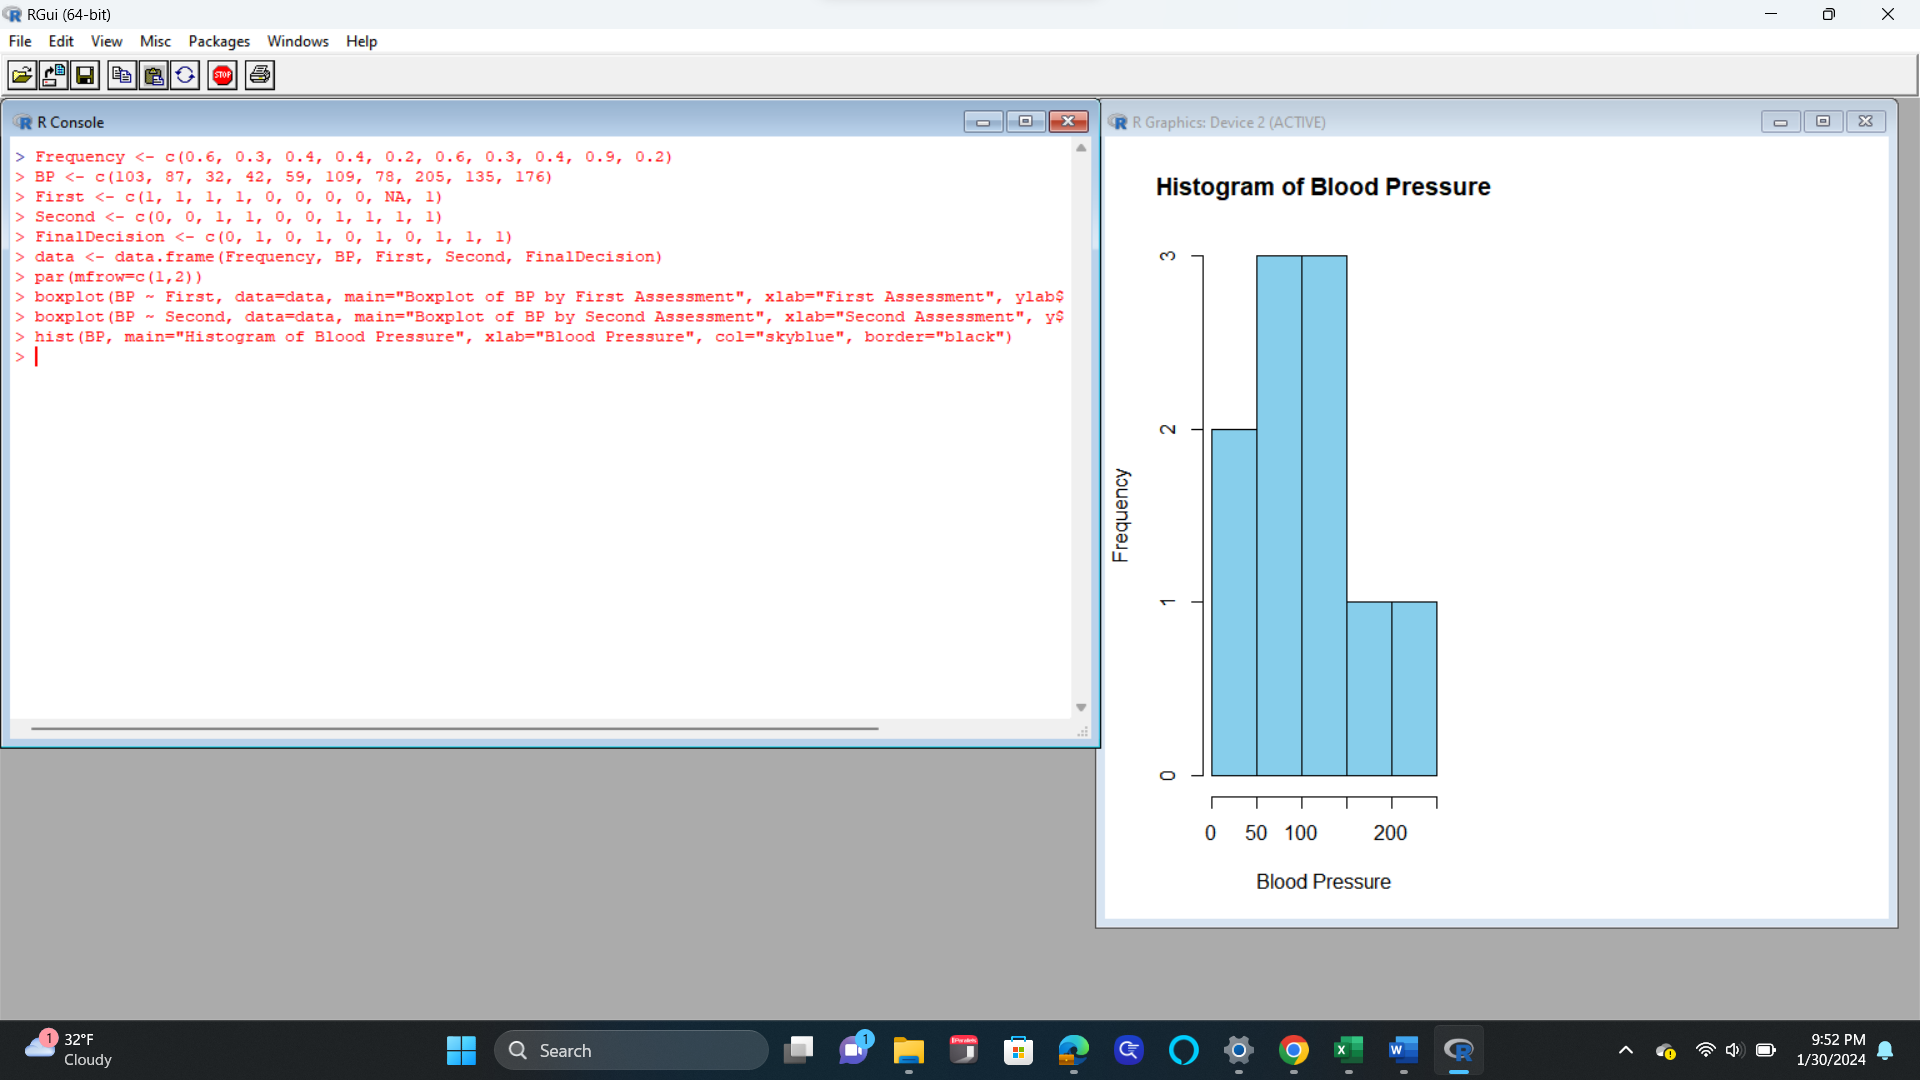 RGui (64-bit)
File Edit View Misc Packages Windows Help
STOP
R Console
> Frequency <- c(0.6, 0.3, 0.4, 0.4, 0.2, 0.6, 0.3, 0.4, 0.9, 0.2)
> BP <- c(103, 87, 32, 42, 59, 109, 78, 205, 135, 176)
> First <- c(1, 1, 1, 1, 0, 0, 0, 0, NA, 1)
> Second <- c(0, 0, 1, 1, 0, 0, 1, 1, 1, 1)
> FinalDecision <- c(0, 1, 0, 1, 0, 1, 0, 1, 1, 1)
> data <- data.frame(Frequency, BP, First, Second, FinalDecision)
> par(mfrow=c(1,2))
> boxplot(BP ~ First, data=data, main="Boxplot of BP by First Assessment", xlab="First Assessment", ylab$
> boxplot(BP ~ Second, data=data, main="Boxplot of BP by Second Assessment", xlab="Second Assessment", y$
> hist(BP, main="Histogram of Blood Pressure", xlab="Blood Pressure", col="skyblue", border="black")
>
R Graphics: Device 2 (ACTIVE)
Histogram of Blood Pressure
Frequency
3
2
1
0
0 50 100 200
Blood Pressure
1
32°F
Cloudy
Search
1
9:52 PM
1/30/2024